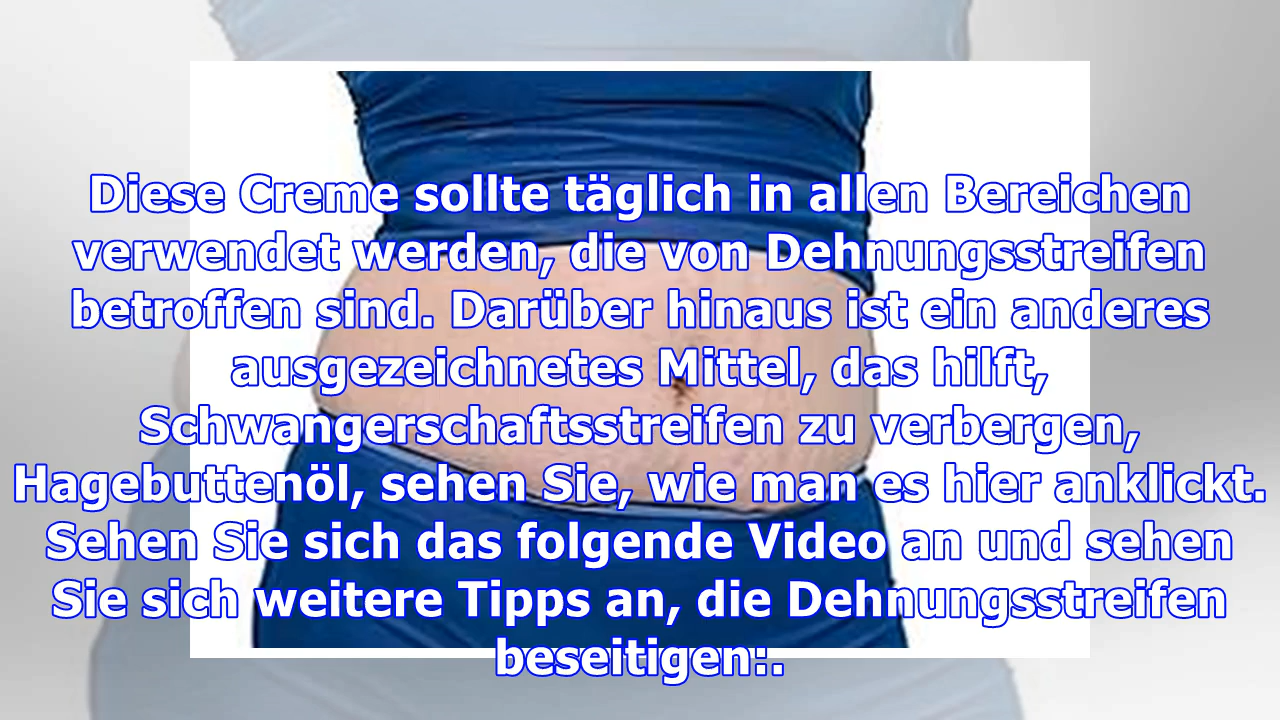 Diese Creme sollte täglich in allen Bereichen
verwendet werden, die von Dehnungsstreifen
betroffen sind. Darüber hinaus ist ein anderes
ausgezeichnetes Mittel, das hilft,
Schwangerschaftsstreifen zu verbergen,
Hagebuttenöl, sehen Sie, wie man es hier anklickt.
Sehen Sie sich das folgende Video an und sehen
Sie sich weitere Tipps an, die Dehnungsstreifen
beseitigen:.